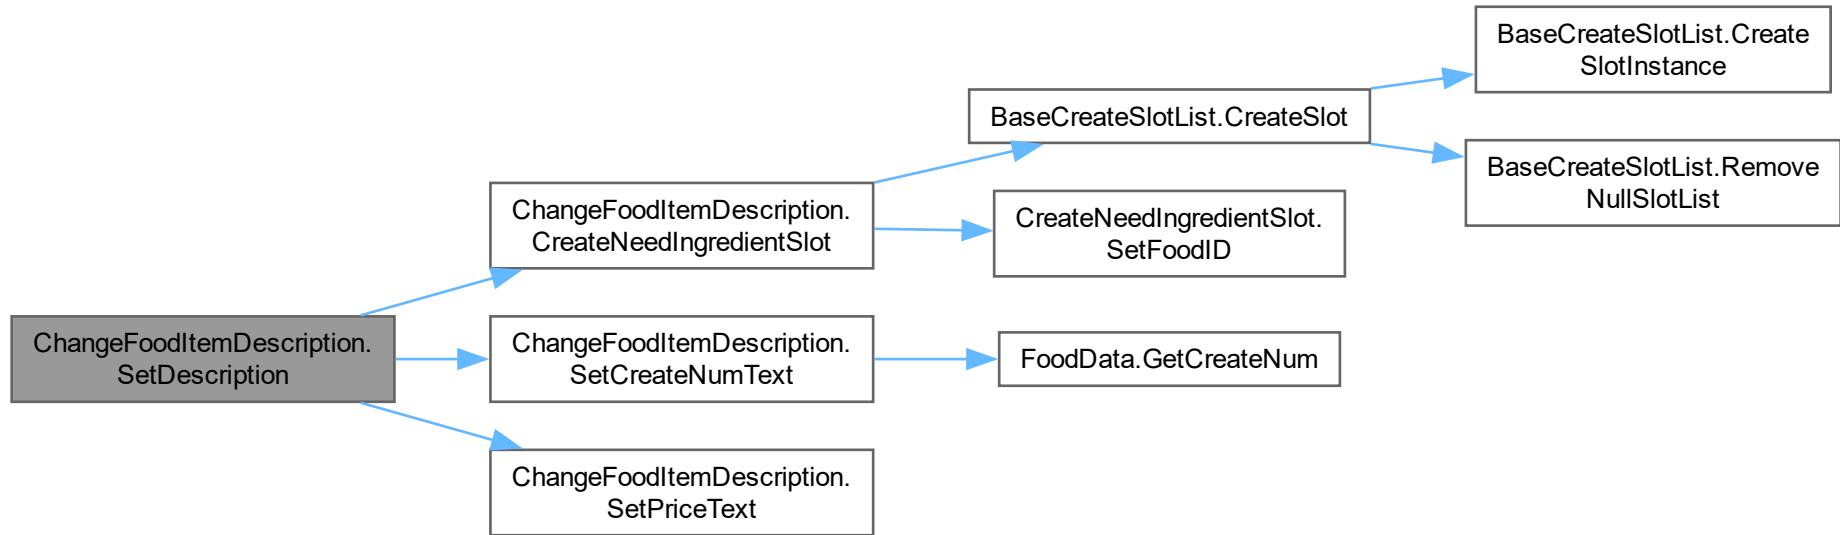 ChangeFoodItemDescription.
SetDescription
ChangeFoodItemDescription.
CreateNeedIngredientSlot
BaseCreateSlotList.CreateSlot
BaseCreateSlotList.Create
SlotInstance
BaseCreateSlotList.Remove
NullSlotList
CreateNeedIngredientSlot.
SetFoodID
ChangeFoodItemDescription.
SetCreateNumText
FoodData.GetCreateNum
ChangeFoodItemDescription.
SetPriceText